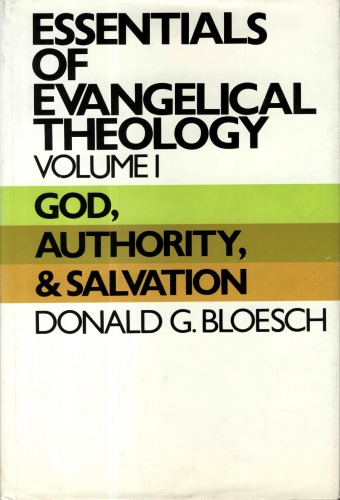 ESSENTIALS
OF
EVANGELICAL
THEOLOGY
VOLUME I
GOD,
AUTHORITY,
& SALVATION
DONALD G. BLOESCH